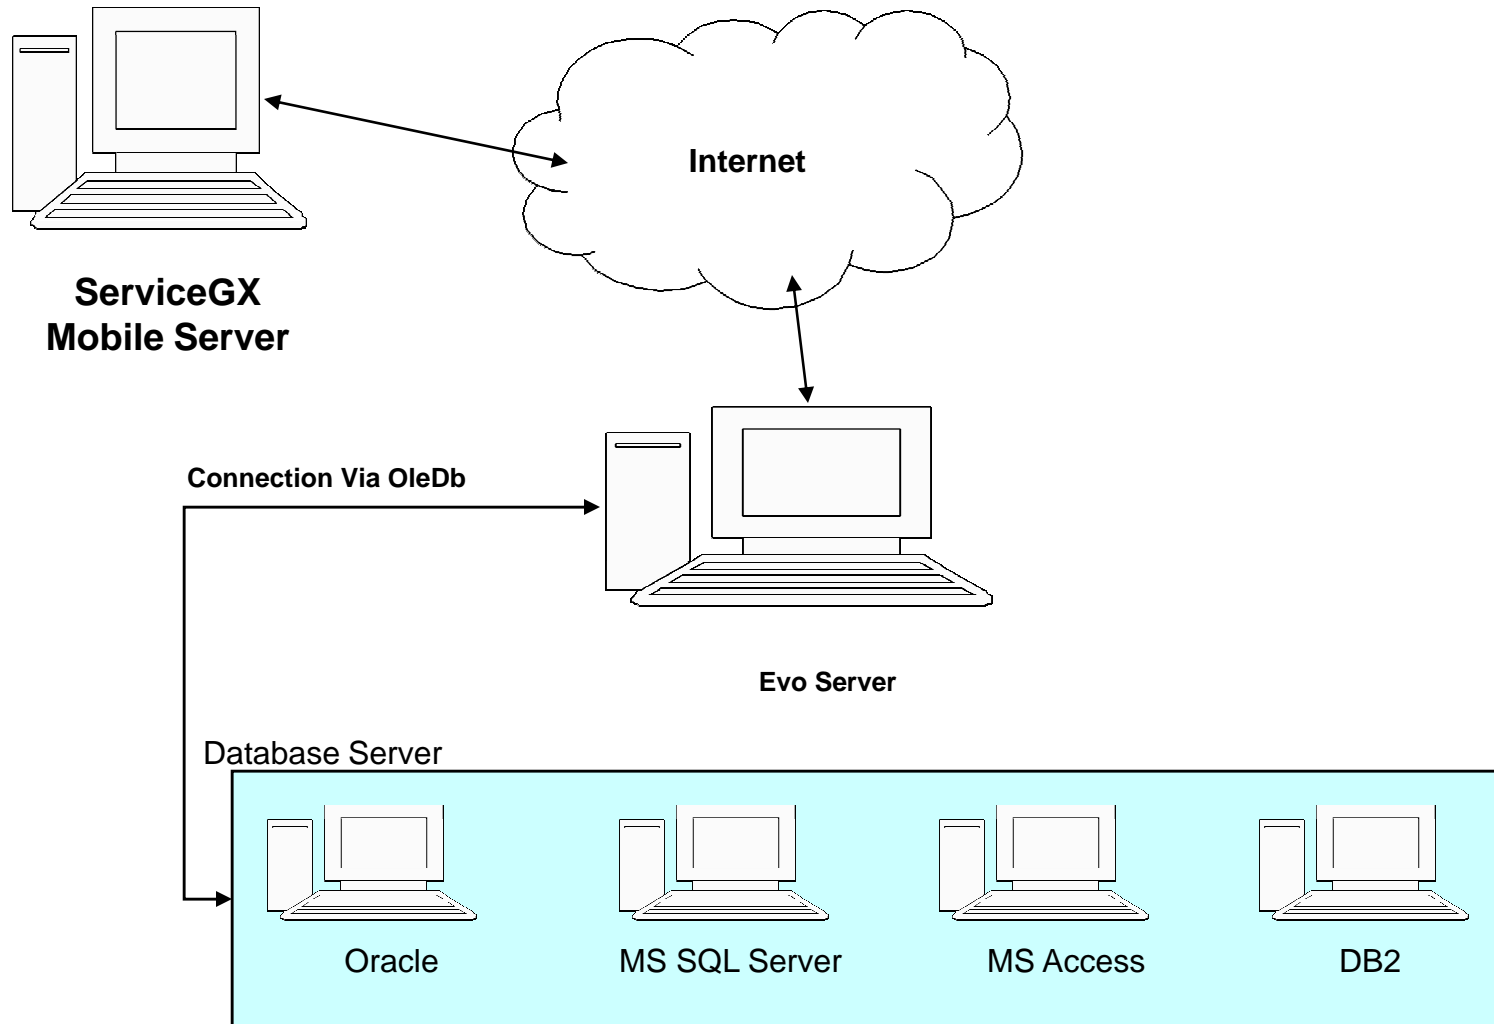 Internet
ServiceGX
Mobile Server
Connection Via OleDb
Evo Server
Database Server
Oracle
MS SQL Server
MS Access
DB2